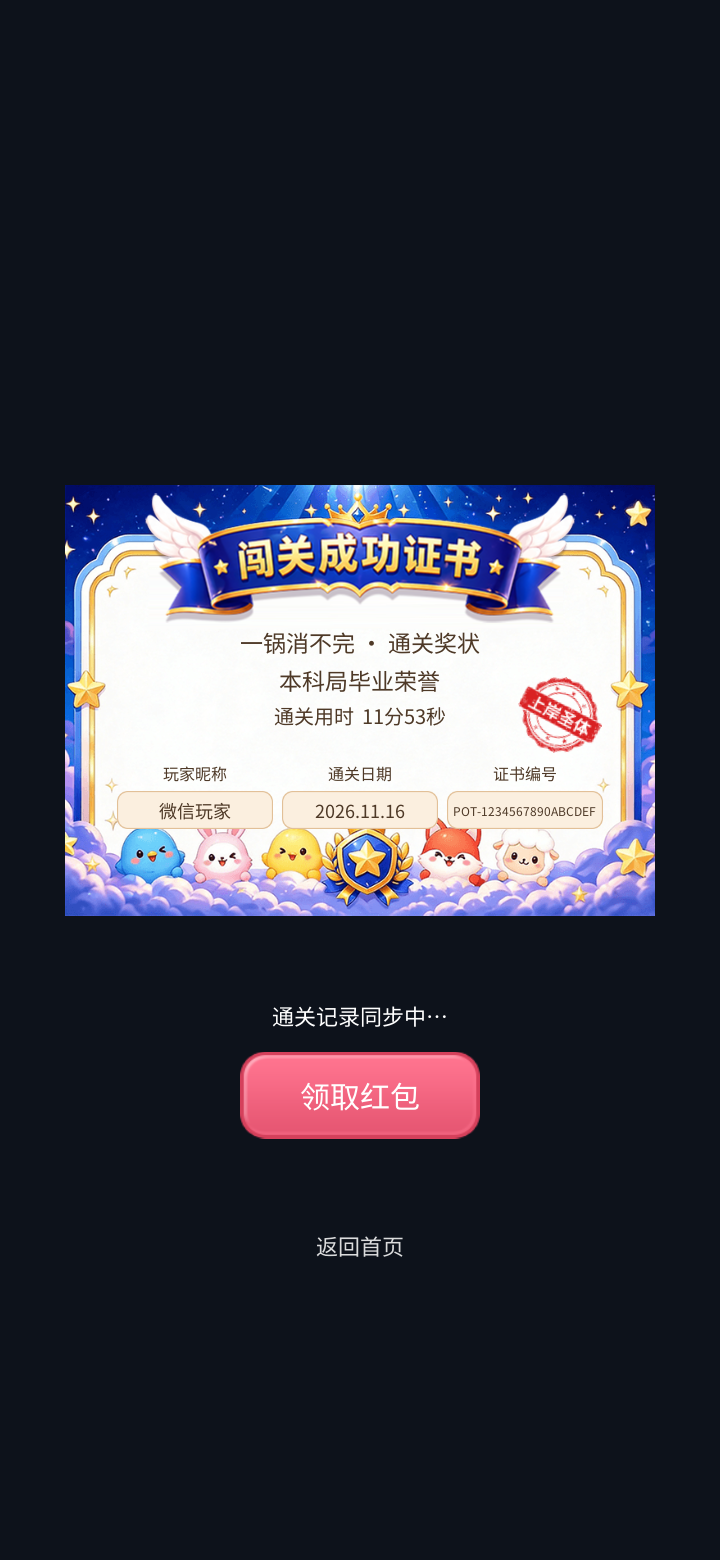 闯关成功证书
一锅消不完 · 通关奖状
本科局毕业荣誉
通关用时 11分53秒
上岸圣体
玩家昵称 通关日期 证书编号
微信玩家 2026.11.16 POT-1234567890ABCDEF
通关记录同步中…
领取红包
返回首页